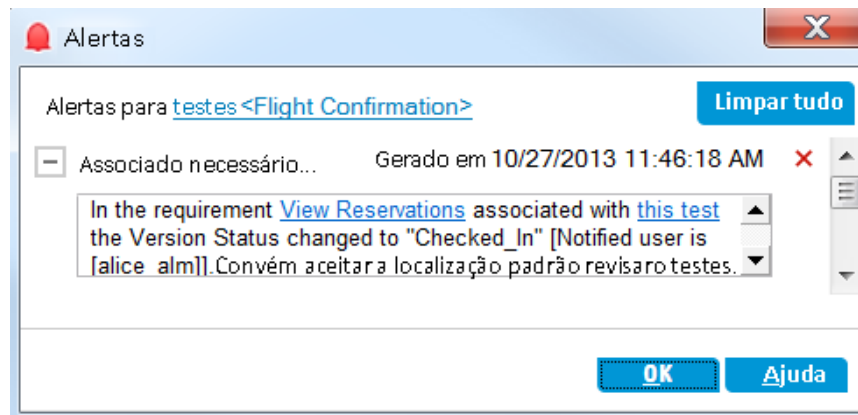 Alertas
Alertas para testes <Flight Confirmation>
Limpar tudo
Associado necessário... Gerado em 10/27/2013 11:46:18 AM
In the requirement View Reservations associated with this test
the Version Status changed to "Checked_In" [Notified user is
[alice_alm]].Convém aceitar a localização padrão revisaro testes.
OK Ajuda